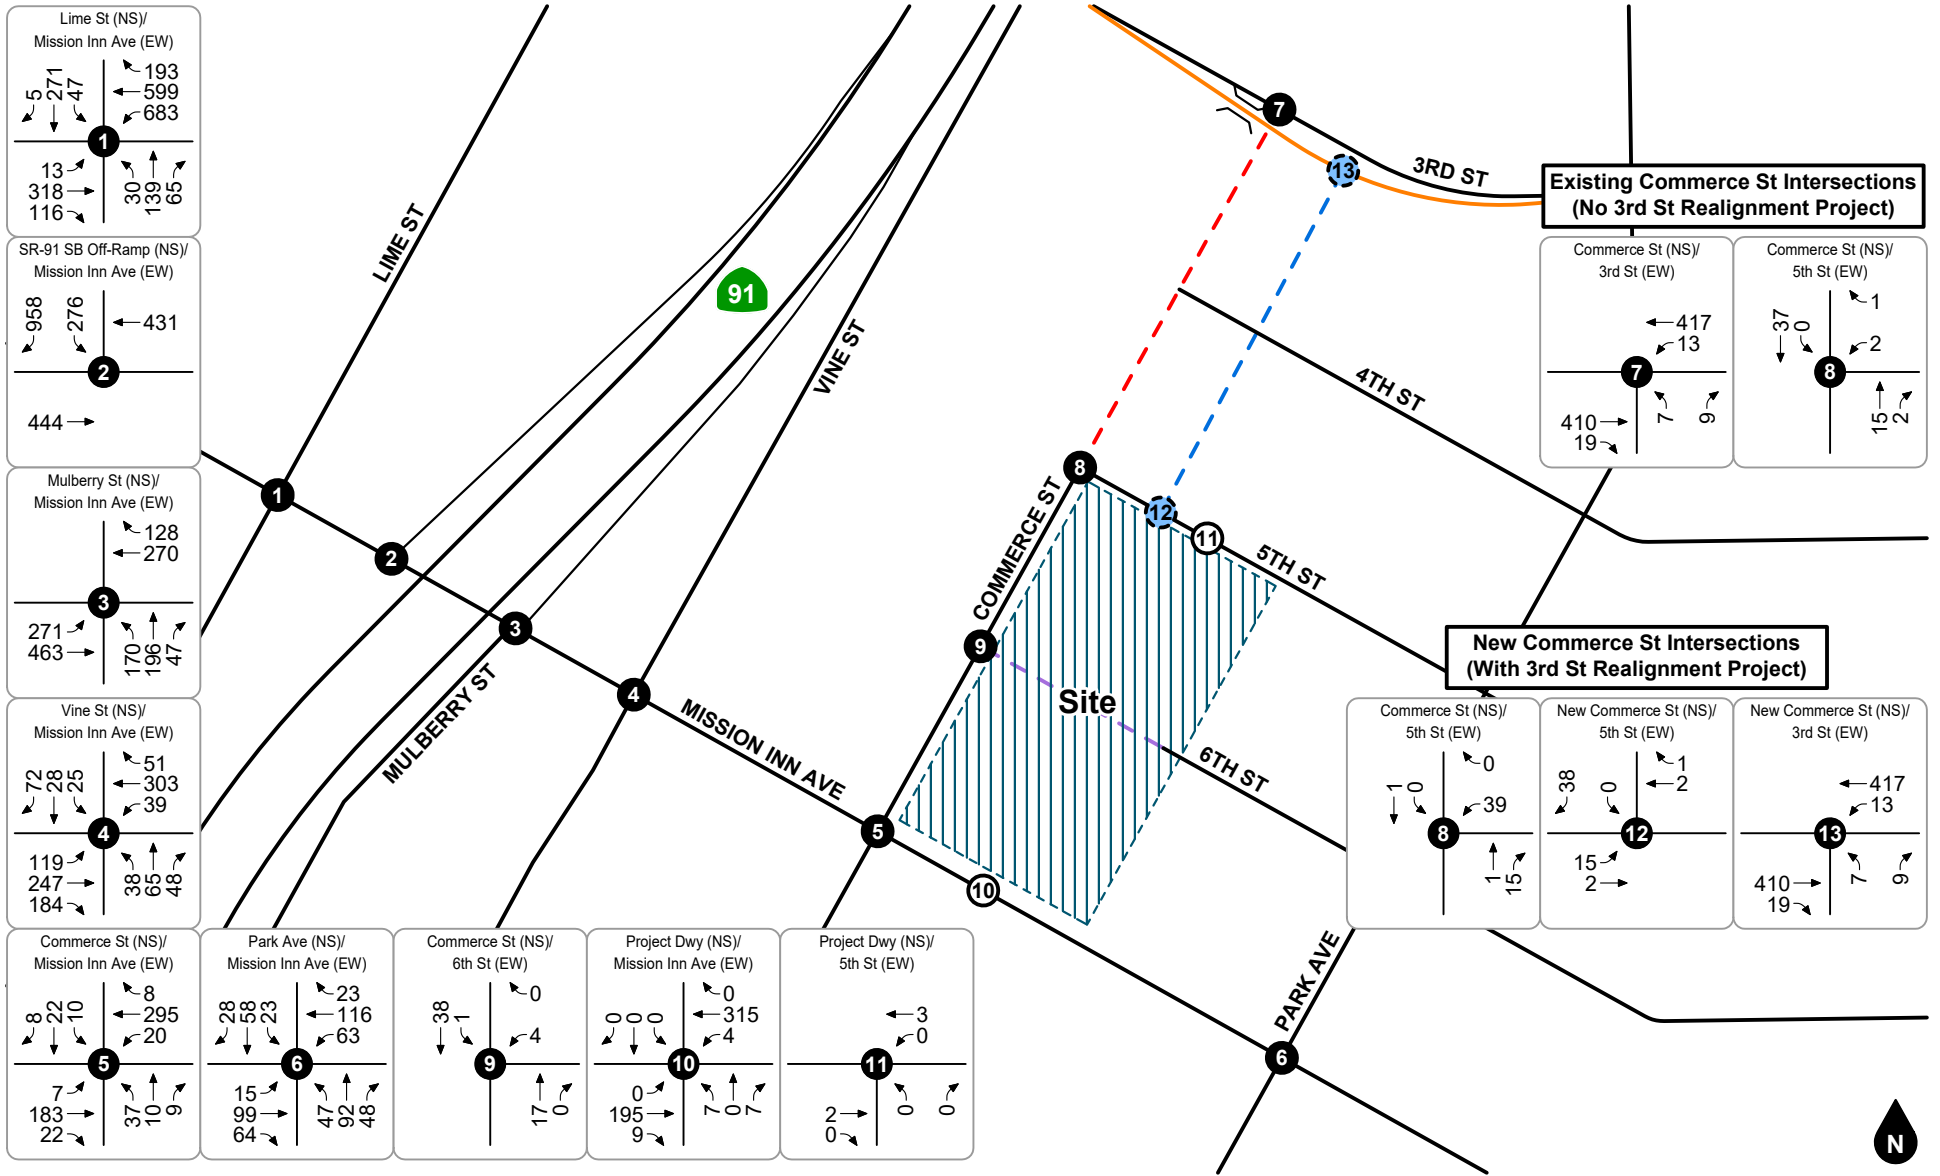 Lime St (NS)/
Mission Inn Ave (EW)
5 271 47
193
599
683
1
13
318
116
30 139 65
SR-91 SB Off-Ramp (NS)/
Mission Inn Ave (EW)
958 276
431
2
444
Mulberry St (NS)/
Mission Inn Ave (EW)
128
270
3
271
463
170 196 47
Vine St (NS)/
Mission Inn Ave (EW)
72 28 25
51
303
39
4
119
247
184
38 65 48
Commerce St (NS)/
Mission Inn Ave (EW)
8 22 10
8
295
20
5
7
183
22
37 10 9
Park Ave (NS)/
Mission Inn Ave (EW)
28 58 23
23
116
63
6
15
99
64
47 92 48
Commerce St (NS)/
6th St (EW)
38 1
0
4
9
17 0
Project Dwy (NS)/
Mission Inn Ave (EW)
0 0 0
0
315
4
10
0
195
9
7 0 7
Project Dwy (NS)/
5th St (EW)
3
0
11
2
0
0 0
Existing Commerce St Intersections
(No 3rd St Realignment Project)
Commerce St (NS)/
3rd St (EW)
417
13
7
410
19
7 9
Commerce St (NS)/
5th St (EW)
37 0
1
2
8
15 2
New Commerce St Intersections
(With 3rd St Realignment Project)
Commerce St (NS)/
5th St (EW)
1 0
0
39
8
1 15
New Commerce St (NS)/
5th St (EW)
38 0
1
2
12
15
2
New Commerce St (NS)/
3rd St (EW)
417
13
13
410
19
7 9
LIME ST
91
VINE ST
MULBERRY ST
MISSION INN AVE
COMMERCE ST
3RD ST
4TH ST
5TH ST
6TH ST
PARK AVE
Site
1
2
3
4
5
6
7
8
9
10
11
12
13
N